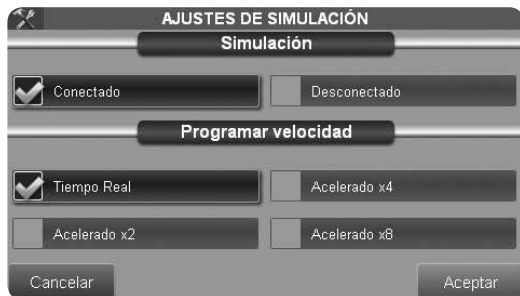 AJUSTES DE SIMULACIÓN
Simulación
Conectado
Desconectado
Programar velocidad
Tiempo Real
Acelerado x4
Acelerado x2
Acelerado x8
Cancelar
Aceptar